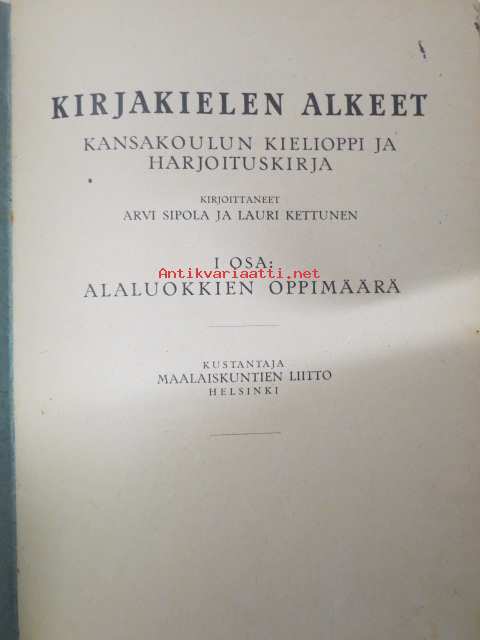 KIRJAKIELEN ALKEET
KANSAKOULUN KIELIOPPI JA
HARJOITUSKIRJA
KIRJOITTANEET
ARVI SIPOLA JA LAURI KETTUNEN
I OSA:
Antikvariaatti.net
ALALUOKKIEN OPPIMÄÄRÄ
KUSTANTAJA
MAALAISKUNTIEN LIITTO
HELSINKI